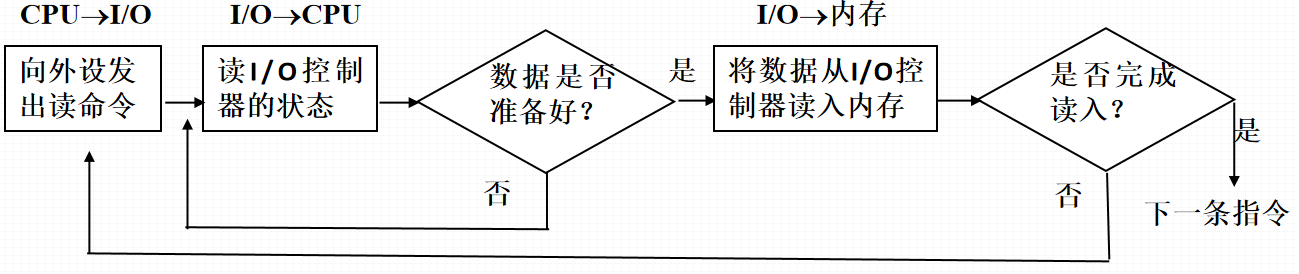 CPU→I/O
I/O→CPU
I/O→内存
向外设发
出读命令
读I/O控制
器的状态
数据是否
准备好？
是
将数据从I/O控
制器读入内存
是否完成
读入？
是
否
否
下一条指令